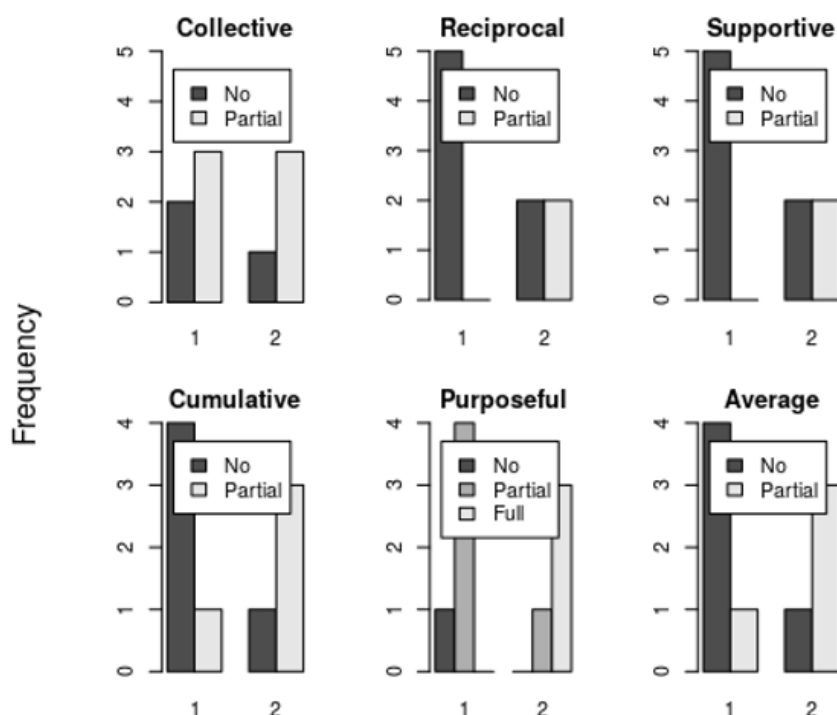 Collective
5
4
3
2
1
0
No
Partial
1 2
Reciprocal
5
4
3
2
1
0
No
Partial
1 2
Supportive
5
4
3
2
1
0
No
Partial
1 2
Frequency
Cumulative
4
3
2
1
0
No
Partial
1 2
Purposeful
4
3
2
1
0
No
Partial
Full
1 2
Average
4
3
2
1
0
No
Partial
1 2